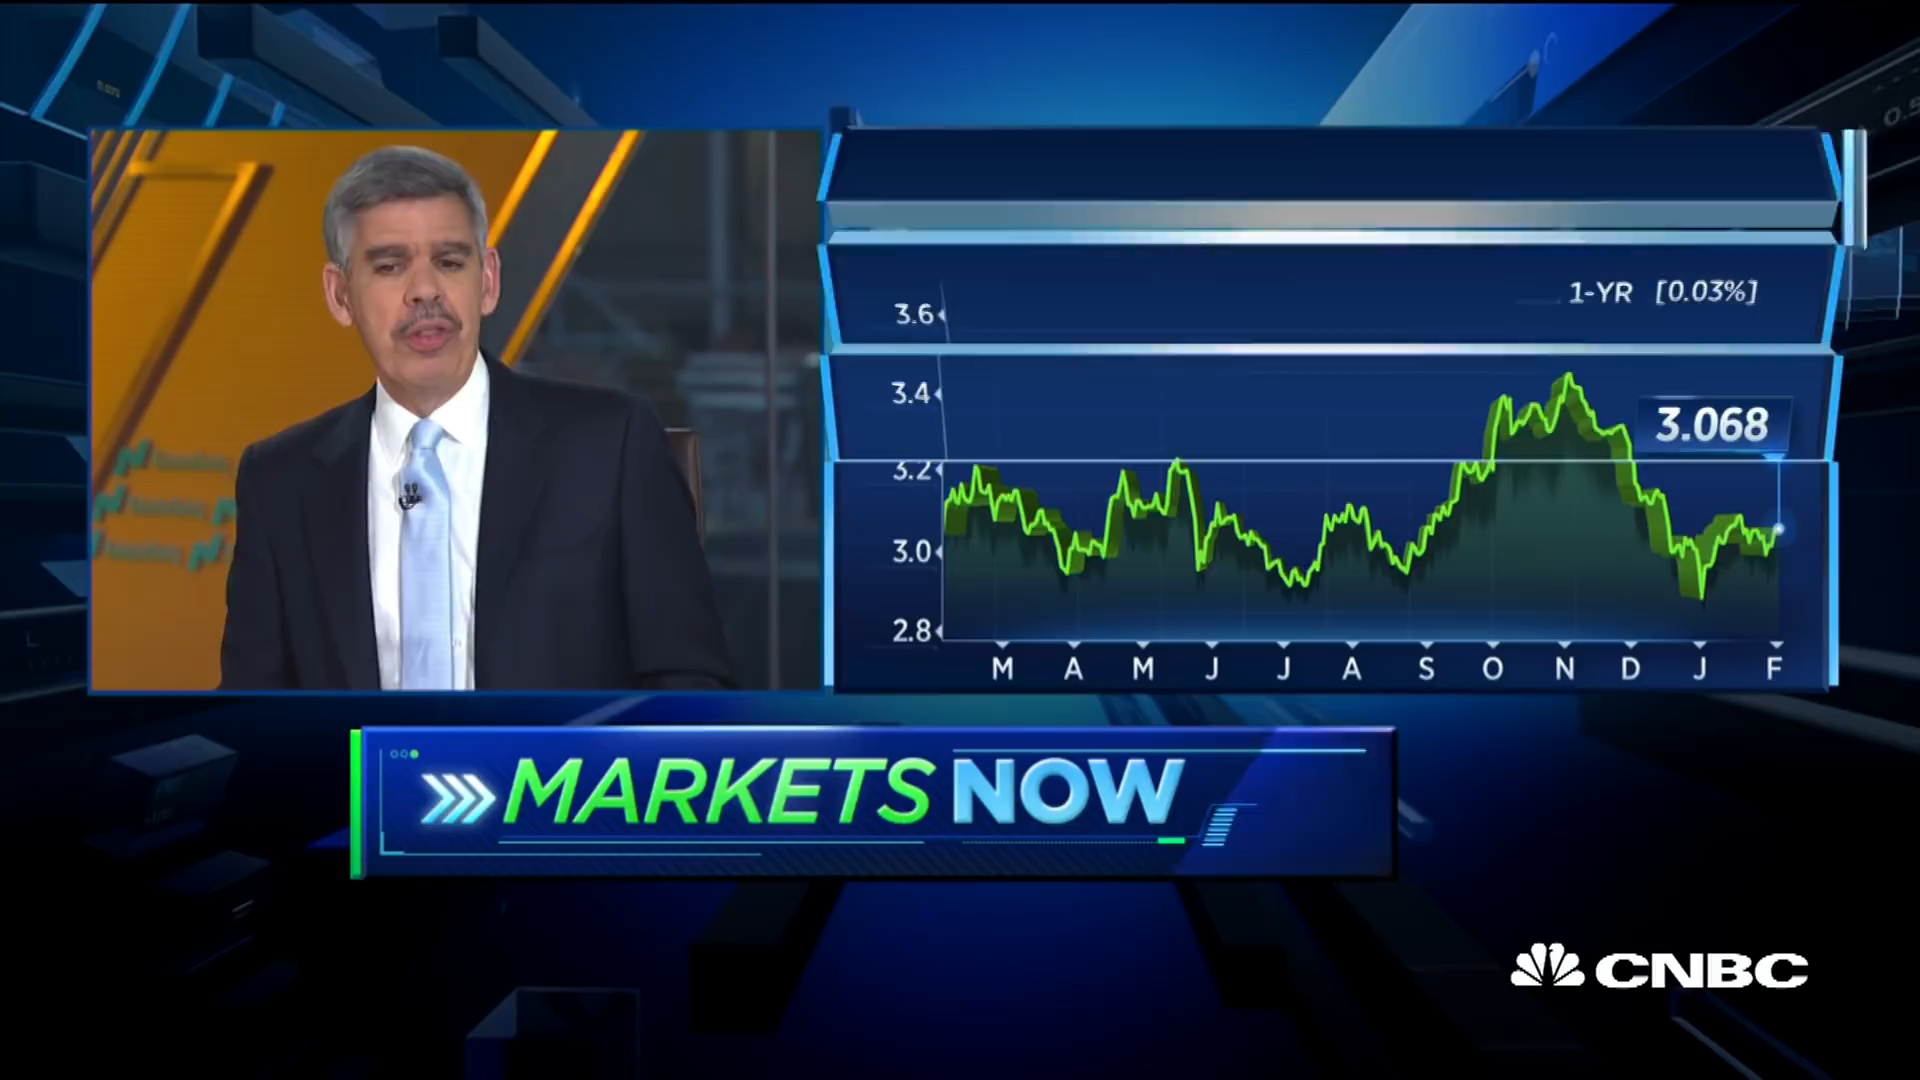 1-YR [0.03%]
3.6
3.4
3.068
3.2
3.0
2.8
M A M J J A S O N D J F
MARKETS NOW
CNBC